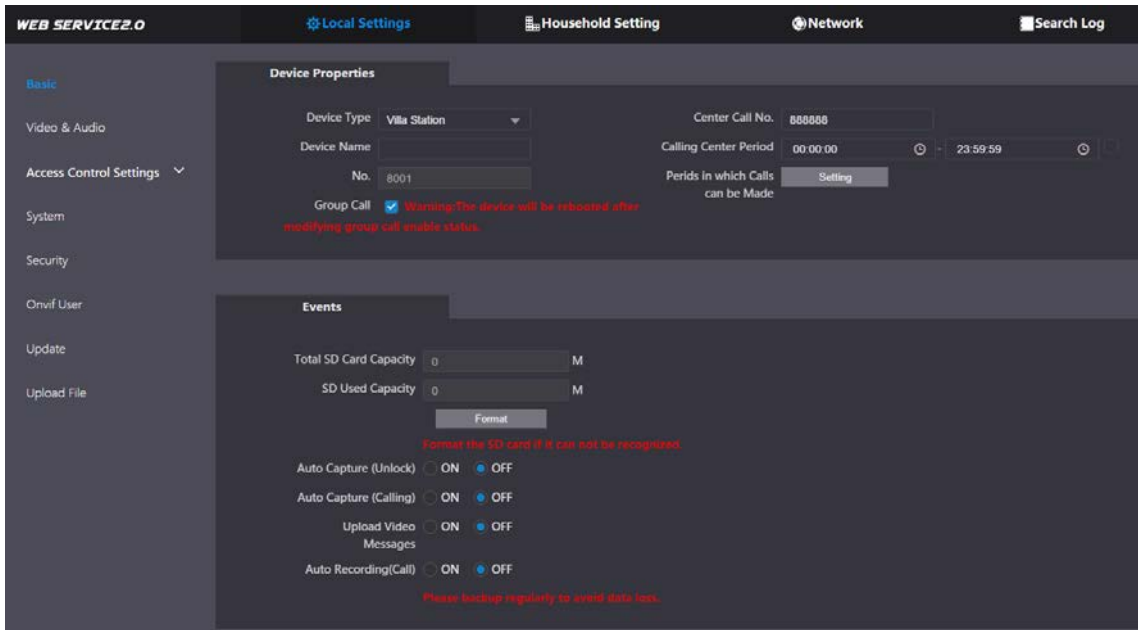 WEB SERVICE2.0
Local Settings
Household Setting
Network
Search Log
Basic
Video & Audio
Access Control Settings
System
Security
Onvif User
Update
Upload File
Device Properties
Device Type Villa Station
Device Name
No. 8001
Group Call Warning:The device will be rebooted after
modifying group call enable status.
Center Call No. 888888
Calling Center Period 00:00:00 - 23:59:59
Perids in which Calls Setting
can be Made
Events
Total SD Card Capacity 0 M
SD Used Capacity 0 M
Format
Format the SD card if it can not be recognized.
Auto Capture (Unlock) ON OFF
Auto Capture (Calling) ON OFF
Upload Video ON OFF
Messages
Auto Recording(Call) ON OFF
Please backup regularly to avoid data loss.